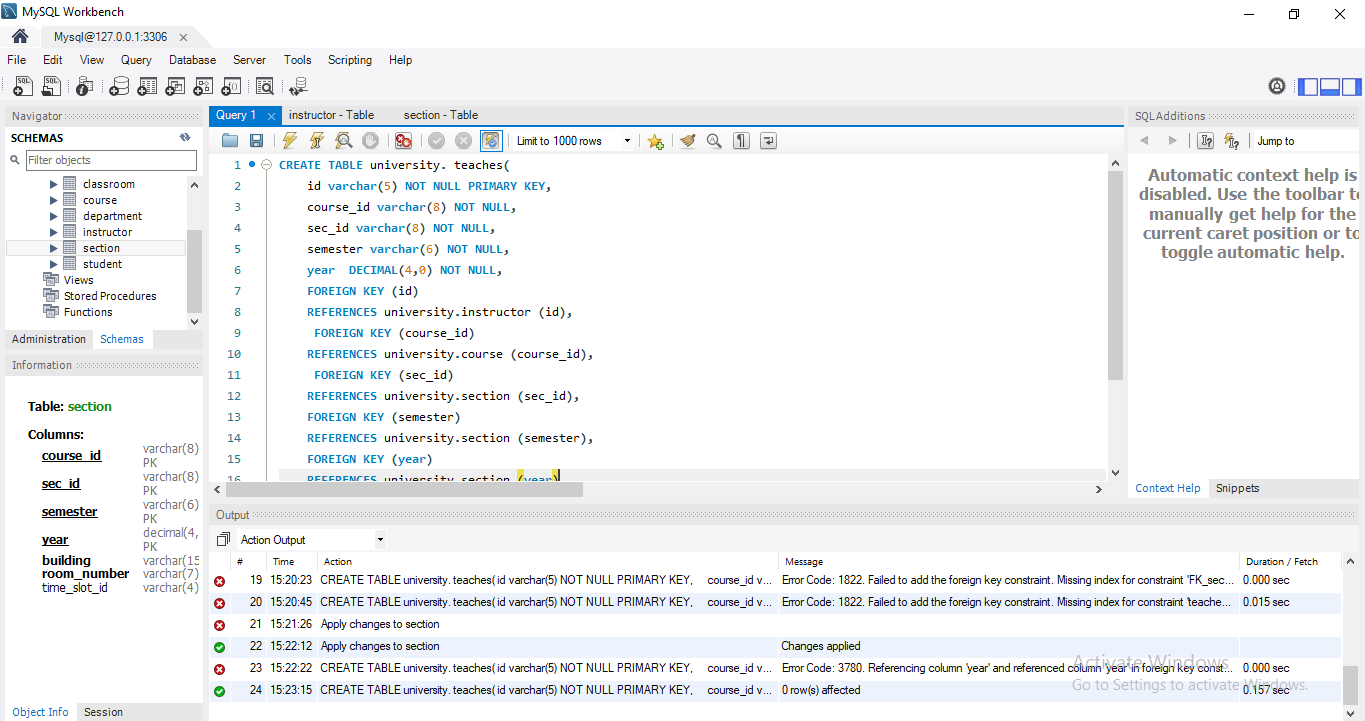 MySQL Workbench
Mysql@127.0.0.1:3306
File Edit View Query Database Server Tools Scripting Help
Navigator
SCHEMAS
Filter objects
classroom
course
department
instructor
section
student
Views
Stored Procedures
Functions
Administration Schemas
Information
Table: section
Columns:
course_id varchar(8) PK
sec_id varchar(8) PK
semester varchar(6) PK
year decimal(4, PK
building varchar(15
room_number varchar(7)
time_slot_id varchar(4)
Object Info Session
Query 1 instructor - Table section - Table
Limit to 1000 rows
1 CREATE TABLE university. teaches(
2 id varchar(5) NOT NULL PRIMARY KEY,
3 course_id varchar(8) NOT NULL,
4 sec_id varchar(8) NOT NULL,
5 semester varchar(6) NOT NULL,
6 year DECIMAL(4,0) NOT NULL,
7 FOREIGN KEY (id)
8 REFERENCES university.instructor (id),
9 FOREIGN KEY (course_id)
10 REFERENCES university.course (course_id),
11 FOREIGN KEY (sec_id)
12 REFERENCES university.section (sec_id),
13 FOREIGN KEY (semester)
14 REFERENCES university.section (semester),
15 FOREIGN KEY (year)
16 REFERENCES university.section (year)
SQLAdditions
Jump to
Automatic context help is
disabled. Use the toolbar to
manually get help for the
current caret position or to
toggle automatic help.
Context Help Snippets
Output
Action Output
# Time Action Message Duration / Fetch
19 15:20:23 CREATE TABLE university. teaches( id varchar(5) NOT NULL PRIMARY KEY, course_id v... Error Code: 1822. Failed to add the foreign key constraint. Missing index for constraint 'FK_sec... 0.000 sec
20 15:20:45 CREATE TABLE university. teaches( id varchar(5) NOT NULL PRIMARY KEY, course_id v... Error Code: 1822. Failed to add the foreign key constraint. Missing index for constraint 'teache... 0.015 sec
21 15:21:26 Apply changes to section
22 15:22:12 Apply changes to section Changes applied
23 15:22:22 CREATE TABLE university. teaches( id varchar(5) NOT NULL PRIMARY KEY, course_id v... Error Code: 3780. Referencing column 'year' and referenced column 'year' in foreign key const... 0.000 sec
24 15:23:15 CREATE TABLE university. teaches( id varchar(5) NOT NULL PRIMARY KEY, course_id v... 0 row(s) affected 0.157 sec
Activate Windows
Go to Settings to activate Windows.